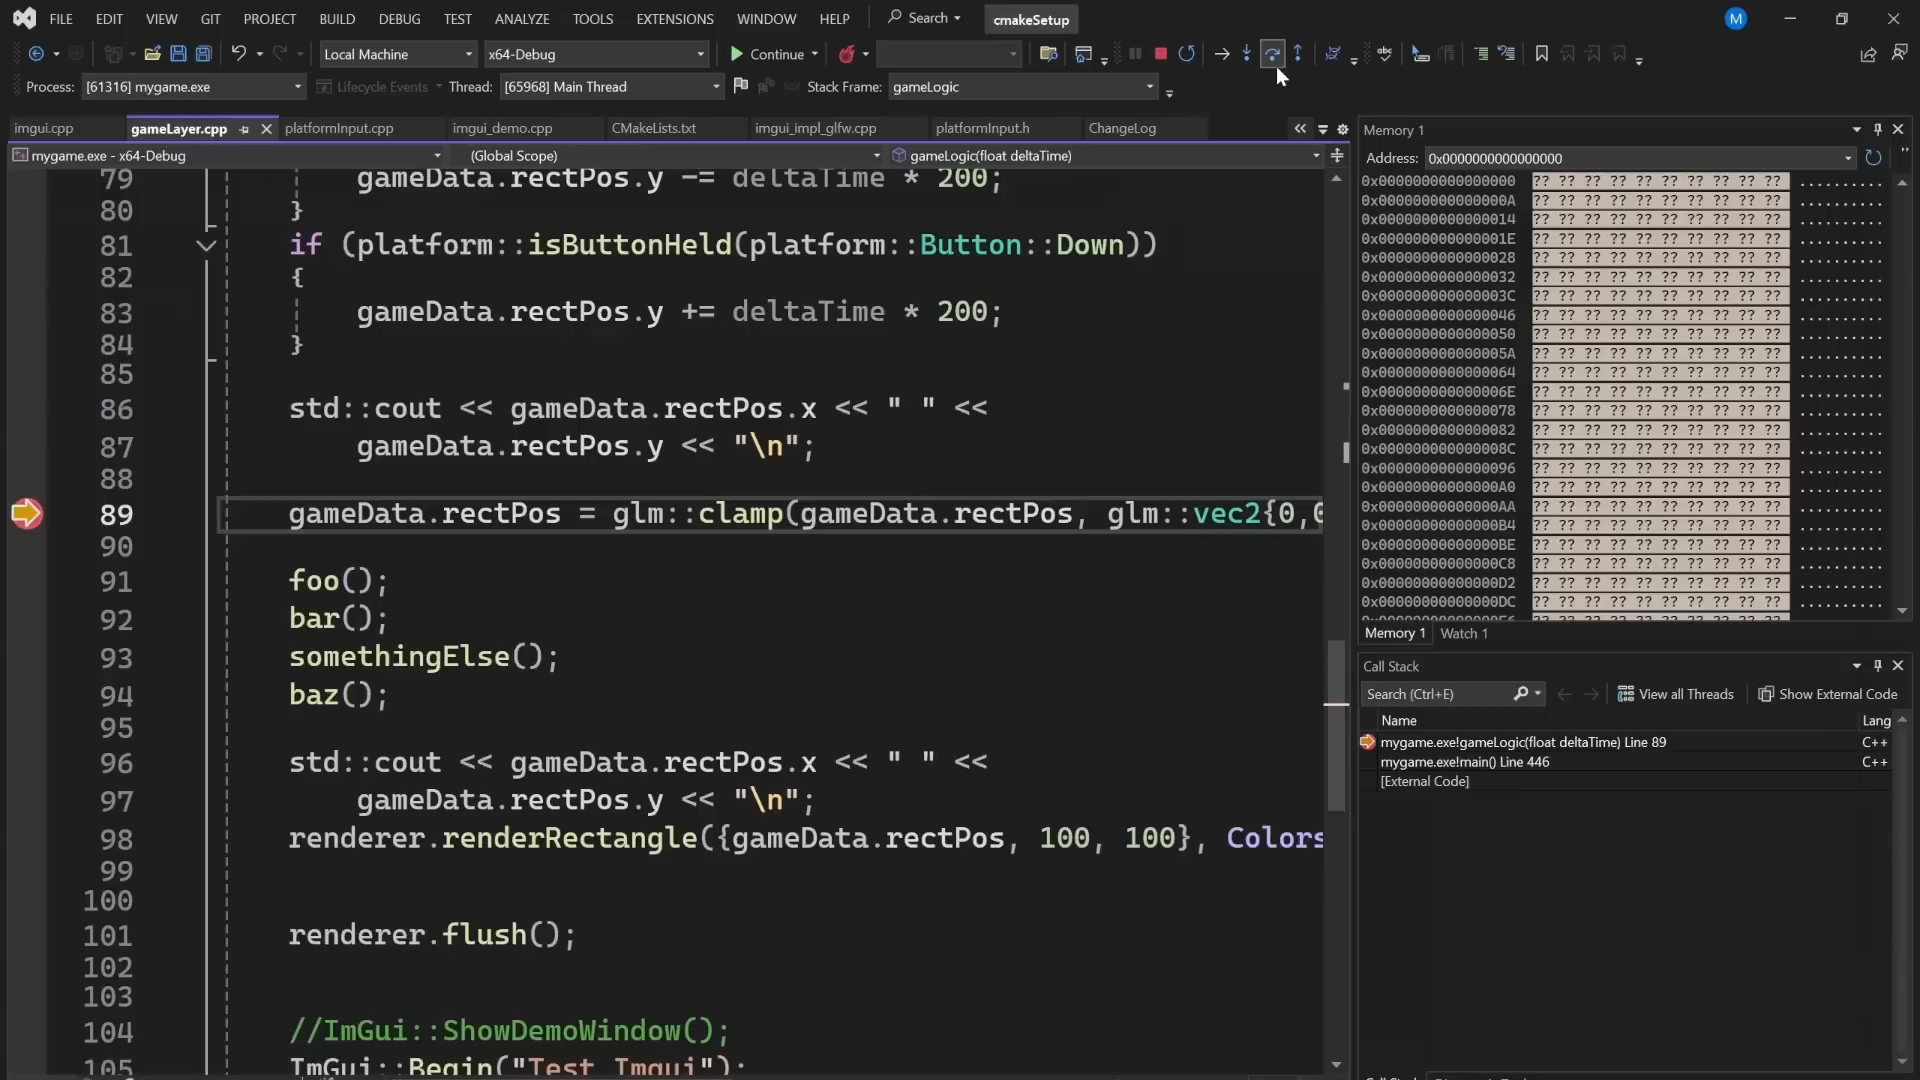 FILE EDIT VIEW GIT PROJECT BUILD DEBUG TEST ANALYZE TOOLS EXTENSIONS WINDOW HELP Search cmakeSetup M
Local Machine x64-Debug Continue
Process: [61316] mygame.exe Lifecycle Events Thread: [65968] Main Thread Stack Frame: gameLogic
imgui.cpp gameLayer.cpp platformInput.cpp imgui_demo.cpp CMakeLists.txt imgui_impl_glfw.cpp platformInput.h ChangeLog
mygame.exe - x64-Debug (Global Scope) gameLogic(float deltaTime)
79 gameData.rectPos.y -= deltaTime * 200;
80 }
81 if (platform::isButtonHeld(platform::Button::Down))
82 {
83 gameData.rectPos.y += deltaTime * 200;
84 }
85
86 std::cout << gameData.rectPos.x << " " <<
87 gameData.rectPos.y << "\n";
88
89 gameData.rectPos = glm::clamp(gameData.rectPos, glm::vec2{0,0
90
91 foo();
92 bar();
93 somethingElse();
94 baz();
95
96 std::cout << gameData.rectPos.x << " " <<
97 gameData.rectPos.y << "\n";
98 renderer.renderRectangle({gameData.rectPos, 100, 100}, Colors
99
100
101 renderer.flush();
102
103
104 //ImGui::ShowDemoWindow();
105 ImGui::Begin("Test Imgui");
Memory 1
Address: 0x0000000000000000
0x0000000000000000 ?? ?? ?? ?? ?? ?? ?? ?? ?? ?? ..........
0x000000000000000A ?? ?? ?? ?? ?? ?? ?? ?? ?? ?? ..........
0x0000000000000014 ?? ?? ?? ?? ?? ?? ?? ?? ?? ?? ..........
0x000000000000001E ?? ?? ?? ?? ?? ?? ?? ?? ?? ?? ..........
0x0000000000000028 ?? ?? ?? ?? ?? ?? ?? ?? ?? ?? ..........
0x0000000000000032 ?? ?? ?? ?? ?? ?? ?? ?? ?? ?? ..........
0x000000000000003C ?? ?? ?? ?? ?? ?? ?? ?? ?? ?? ..........
0x0000000000000046 ?? ?? ?? ?? ?? ?? ?? ?? ?? ?? ..........
0x0000000000000050 ?? ?? ?? ?? ?? ?? ?? ?? ?? ?? ..........
0x000000000000005A ?? ?? ?? ?? ?? ?? ?? ?? ?? ?? ..........
0x0000000000000064 ?? ?? ?? ?? ?? ?? ?? ?? ?? ?? ..........
0x000000000000006E ?? ?? ?? ?? ?? ?? ?? ?? ?? ?? ..........
0x0000000000000078 ?? ?? ?? ?? ?? ?? ?? ?? ?? ?? ..........
0x0000000000000082 ?? ?? ?? ?? ?? ?? ?? ?? ?? ?? ..........
0x000000000000008C ?? ?? ?? ?? ?? ?? ?? ?? ?? ?? ..........
0x0000000000000096 ?? ?? ?? ?? ?? ?? ?? ?? ?? ?? ..........
0x00000000000000A0 ?? ?? ?? ?? ?? ?? ?? ?? ?? ?? ..........
0x00000000000000AA ?? ?? ?? ?? ?? ?? ?? ?? ?? ?? ..........
0x00000000000000B4 ?? ?? ?? ?? ?? ?? ?? ?? ?? ?? ..........
0x00000000000000BE ?? ?? ?? ?? ?? ?? ?? ?? ?? ?? ..........
0x00000000000000C8 ?? ?? ?? ?? ?? ?? ?? ?? ?? ?? ..........
0x00000000000000D2 ?? ?? ?? ?? ?? ?? ?? ?? ?? ?? ..........
0x00000000000000DC ?? ?? ?? ?? ?? ?? ?? ?? ?? ?? ..........
Memory 1 Watch 1
Call Stack
Search (Ctrl+E) View all Threads Show External Code
Name Lang
mygame.exe!gameLogic(float deltaTime) Line 89 C++
mygame.exe!main() Line 446 C++
[External Code]